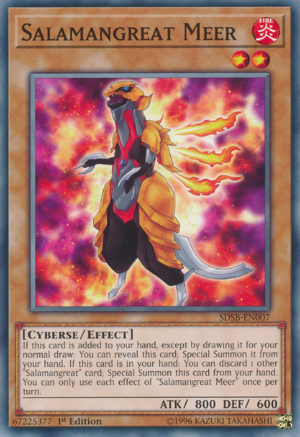 SALAMANGREAT MEER
FIRE
炎
SDSB-EN007
[CYBERSE/EFFECT]
If this card is added to your hand, except by drawing it for your
normal draw: You can reveal this card; Special Summon it from
your hand. If this card is in your hand: You can discard 1 other
"Salamangreat" card; Special Summon this card from your hand.
You can only use each effect of "Salamangreat Meer" once per
turn.
ATK/ 800 DEF/ 600
67225377 1st Edition ©1996 KAZUKI TAKAHASHI